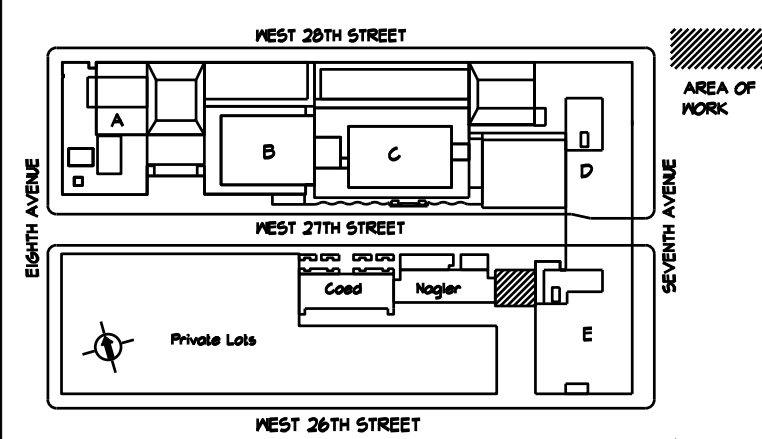 WEST 28TH STREET
AREA OF
WORK
A
B
C
D
EIGHTH AVENUE
SEVENTH AVENUE
WEST 27TH STREET
Coed
Nagler
Private Lots
E
WEST 26TH STREET